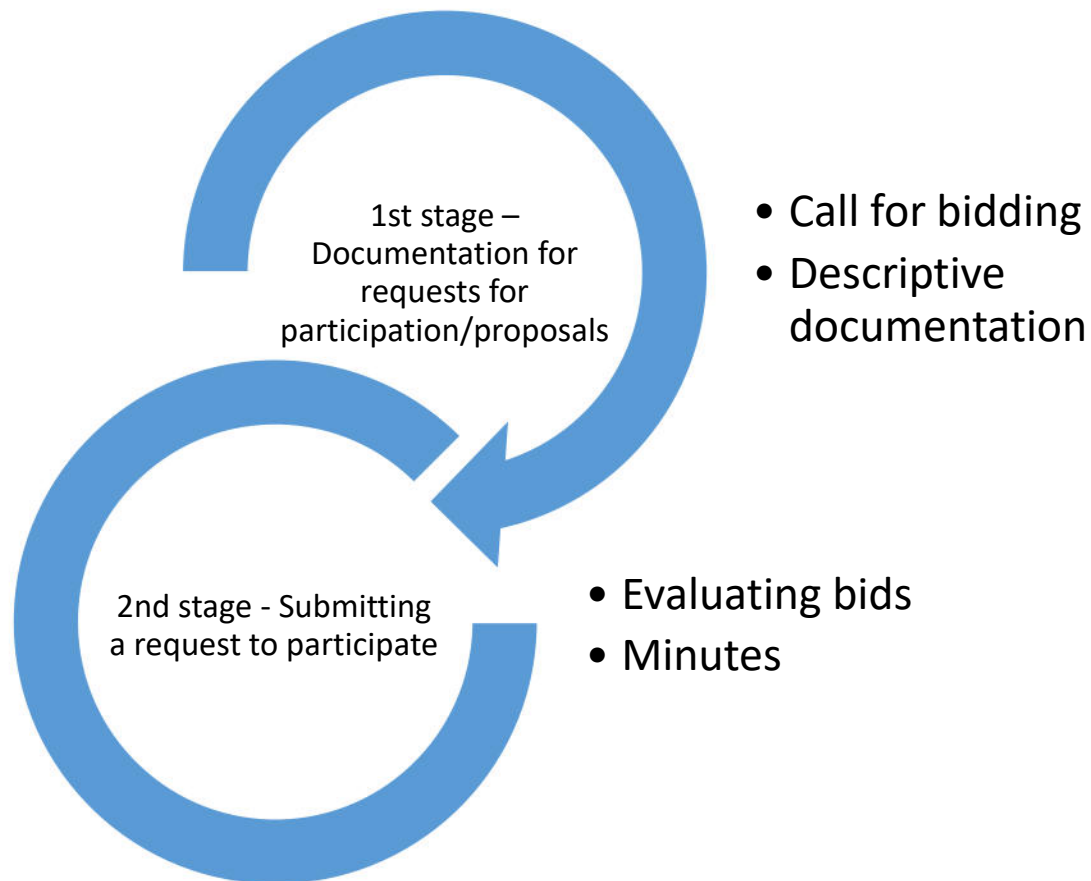 1st stage –
Documentation for
requests for
participation/proposals
• Call for bidding
• Descriptive
documentation
2nd stage - Submitting
a request to participate
• Evaluating bids
• Minutes